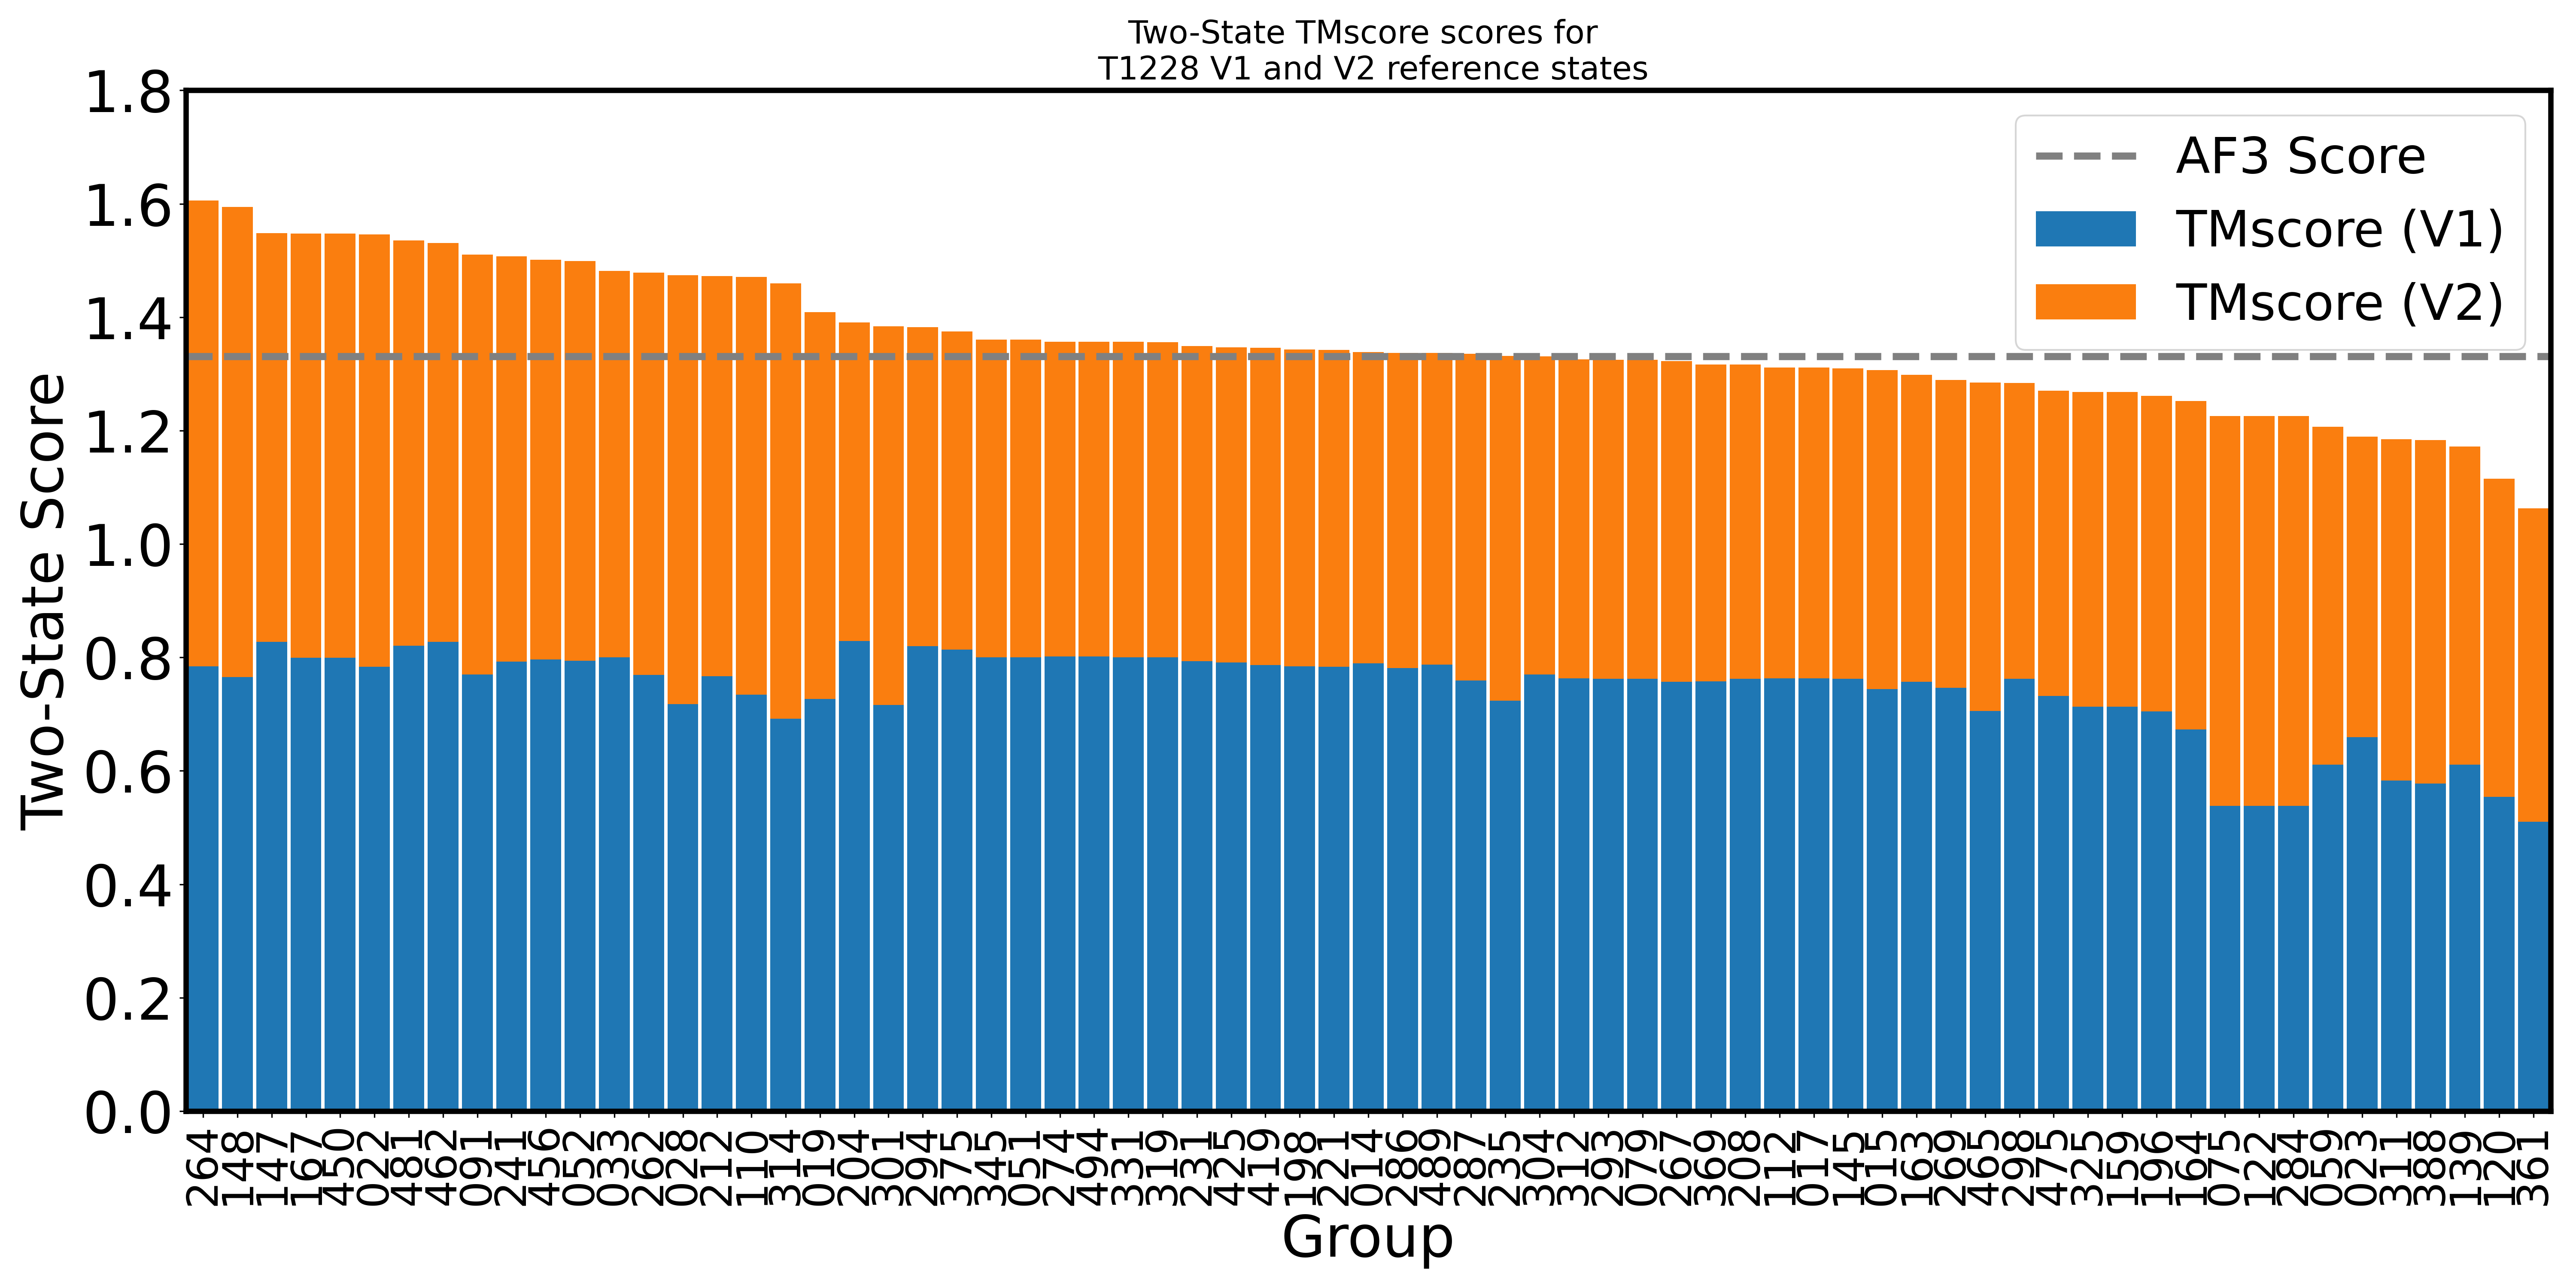 Two-State TMscore scores for
T1228 V1 and V2 reference states
1.8
1.6
1.4
1.2
1.0
0.8
0.6
0.4
0.2
0.0
Two-State Score
AF3 Score
TMscore (V1)
TMscore (V2)
264 148 147 167 450 022 481 462 091 241 456 052 033 262 028 212 110 314 019 204 301 294 375 345 051 274 494 331 319 231 425 419 198 221 014 286 489 287 235 304 312 293 079 267 369 208 112 017 145 015 163 269 465 298 475 325 159 196 164 075 122 284 059 023 311 388 139 120 361
Group